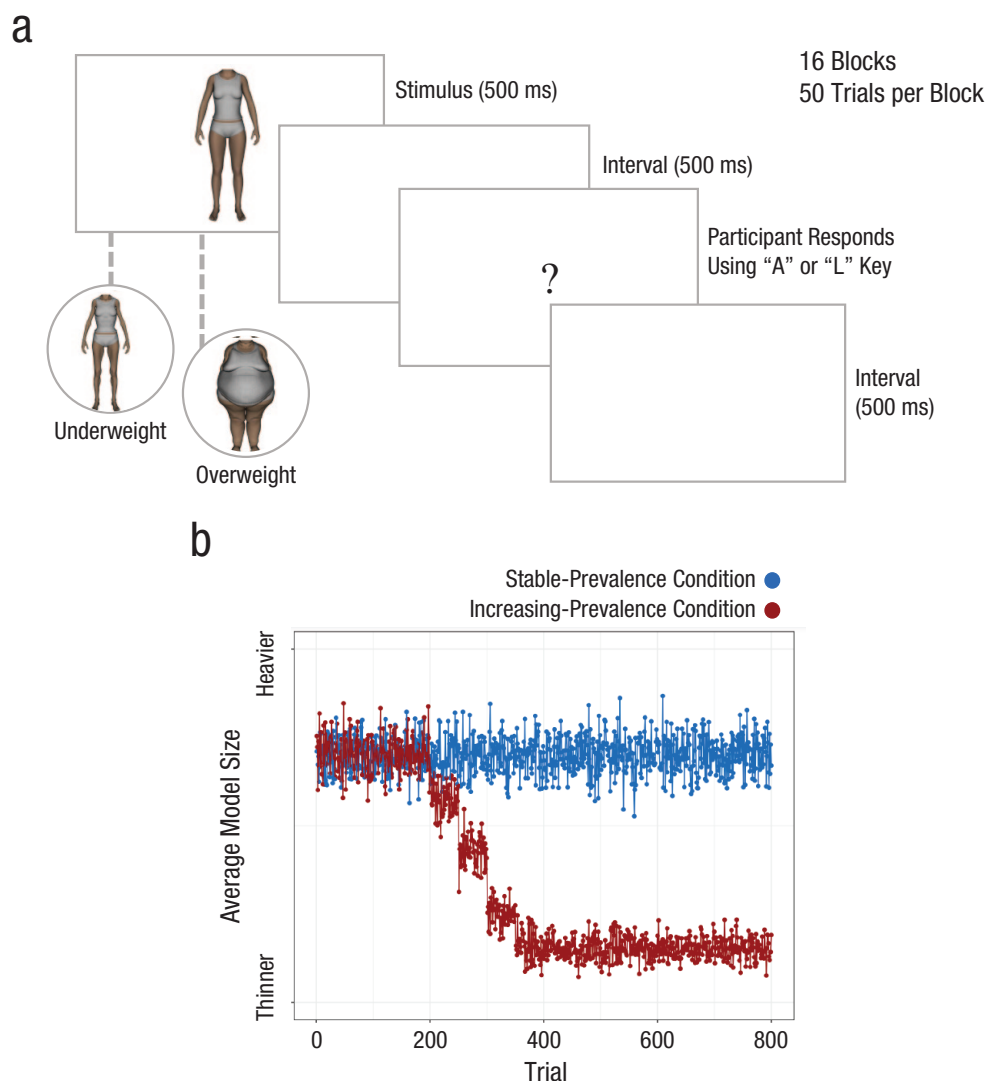 a
Stimulus (500 ms)
16 Blocks
50 Trials per Block
Interval (500 ms)
Participant Responds
Using “A” or “L” Key
?
Interval
(500 ms)
Underweight
Overweight
b
Stable-Prevalence Condition
Increasing-Prevalence Condition
Heavier
Average Model Size
Thinner
0 200 400 600 800
Trial